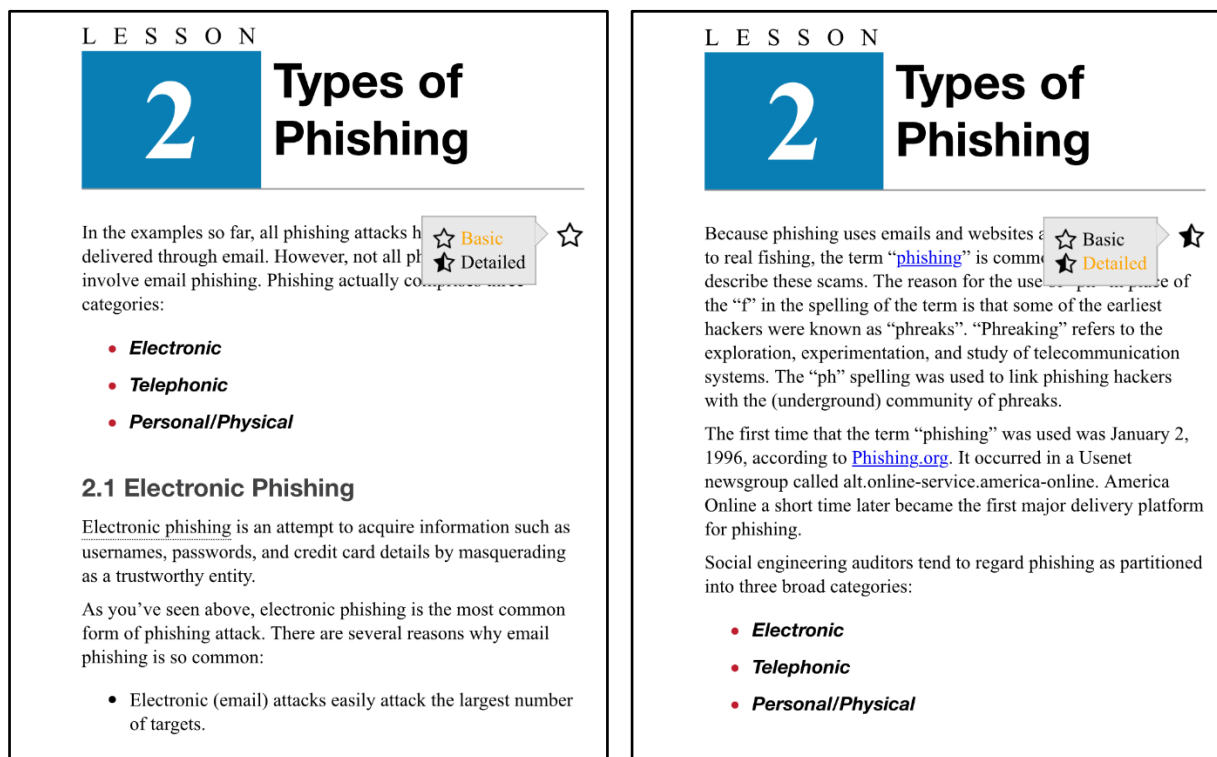 L E S S O N
2
Types of
Phishing
In the examples so far, all phishing attacks h
delivered through email. However, not all ph
involve email phishing. Phishing actually comprises three
categories:
Basic
Detailed
• Electronic
• Telephonic
• Personal/Physical
2.1 Electronic Phishing
Electronic phishing is an attempt to acquire information such as
usernames, passwords, and credit card details by masquerading
as a trustworthy entity.
As you’ve seen above, electronic phishing is the most common
form of phishing attack. There are several reasons why email
phishing is so common:
• Electronic (email) attacks easily attack the largest number
of targets.
L E S S O N
2
Types of
Phishing
Because phishing uses emails and websites a
to real fishing, the term “phishing” is comm
describe these scams. The reason for the use of “ph” in place of
the “f” in the spelling of the term is that some of the earliest
hackers were known as “phreaks”. “Phreaking” refers to the
exploration, experimentation, and study of telecommunication
systems. The “ph” spelling was used to link phishing hackers
with the (underground) community of phreaks.
Basic
Detailed
The first time that the term “phishing” was used was January 2,
1996, according to Phishing.org. It occurred in a Usenet
newsgroup called alt.online-service.america-online. America
Online a short time later became the first major delivery platform
for phishing.
Social engineering auditors tend to regard phishing as partitioned
into three broad categories:
• Electronic
• Telephonic
• Personal/Physical